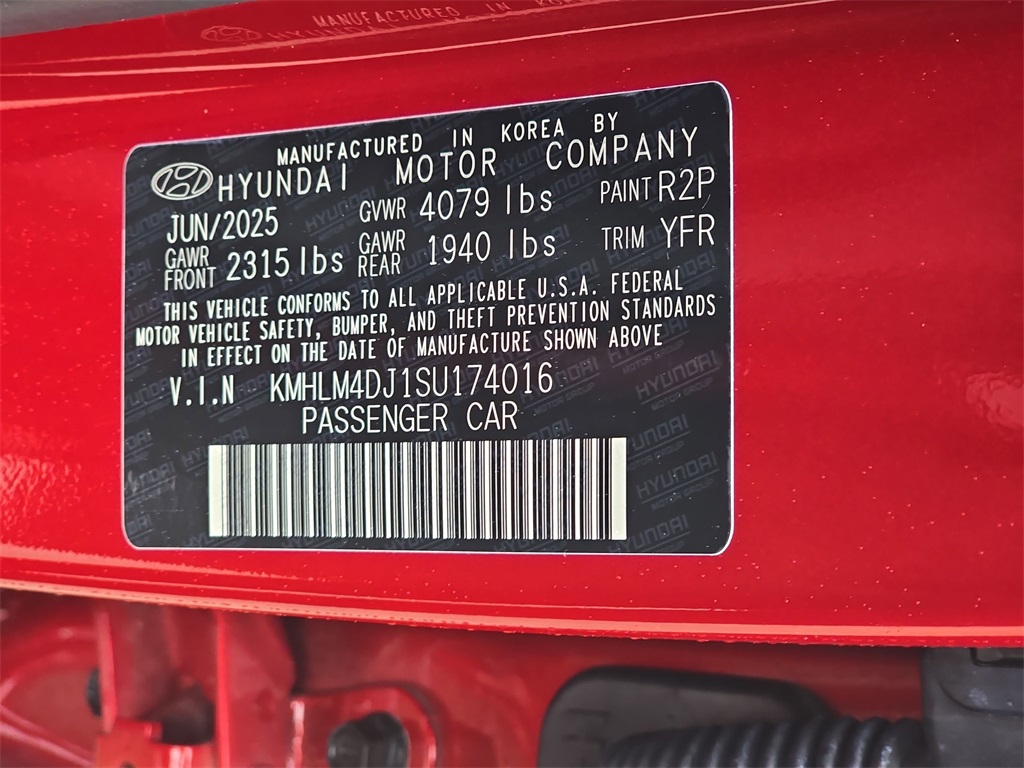 MANUFACTURED IN KOREA BY
HYUNDAI MOTOR COMPANY
JUN/2025 GVWR 4079 lbs PAINT R2P
GAWR FRONT 2315 lbs GAWR REAR 1940 lbs TRIM YFR
THIS VEHICLE CONFORMS TO ALL APPLICABLE U.S.A. FEDERAL
MOTOR VEHICLE SAFETY, BUMPER, AND THEFT PREVENTION STANDARDS
IN EFFECT ON THE DATE OF MANUFACTURE SHOWN ABOVE
V.I.N KMHLM4DJ1SU174016
PASSENGER CAR